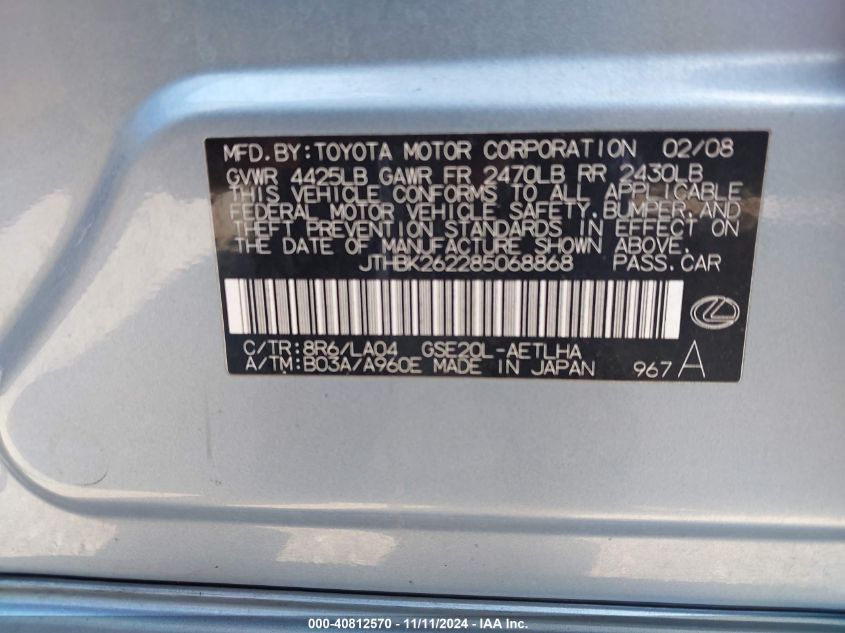 MFD.BY:TOYOTA MOTOR CORPORATION 02/08
GVWR 4425LB GAWR FR 2470LB RR 2430LB
THIS VEHICLE CONFORMS TO ALL APPLICABLE
FEDERAL MOTOR VEHICLE SAFETY,BUMPER,AND
THEFT PREVENTION STANDARDS IN EFFECT ON
THE DATE OF MANUFACTURE SHOWN ABOVE.
JTHBK262285068868 PASS.CAR
C/TR:8R6/LA04 GSE20L-AETLHA
A/TM:B03A/A960E MADE IN JAPAN 967 A
000-40812570 - 11/11/2024 - IAA Inc.